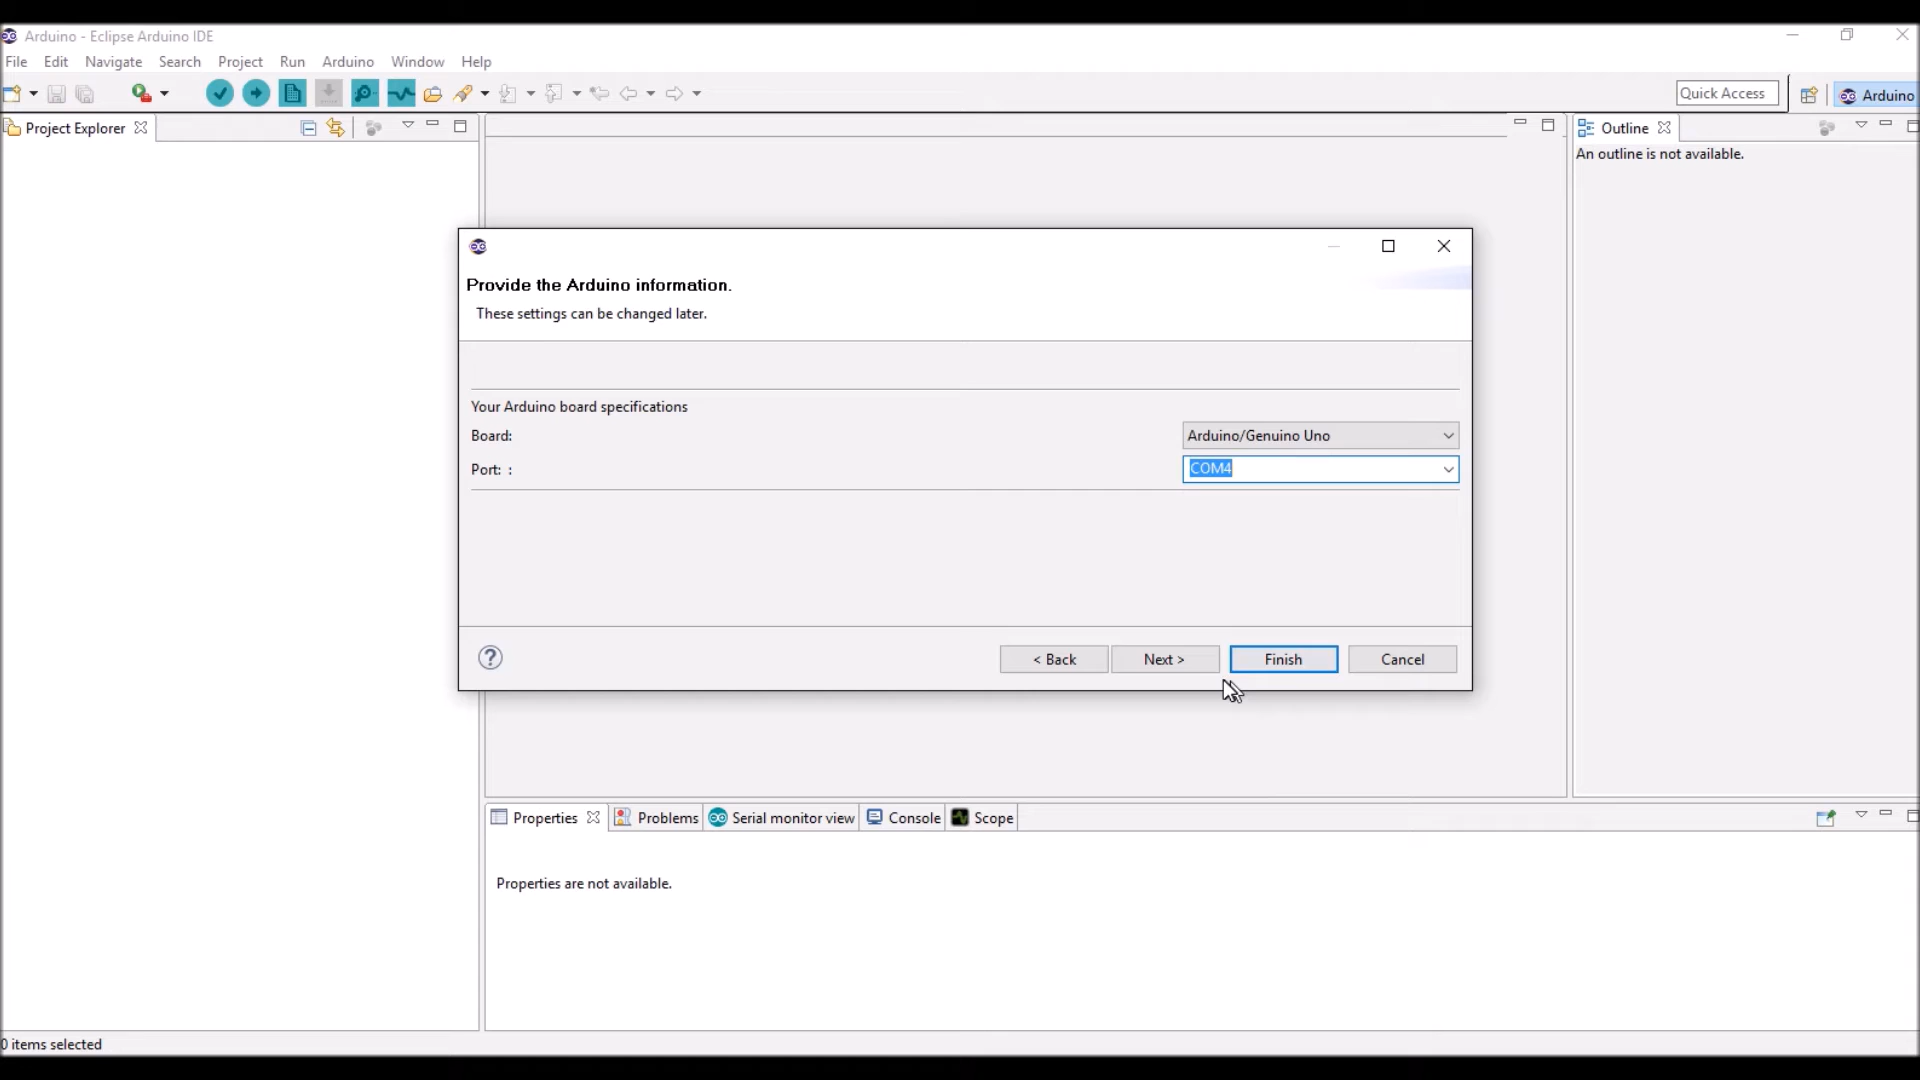 Arduino - Eclipse Arduino IDE
File Edit Navigate Search Project Run Arduino Window Help
Quick Access
Arduino
Project Explorer
Outline
An outline is not available.
Provide the Arduino information.
These settings can be changed later.
Your Arduino board specifications
Board:
Arduino/Genuino Uno
Port: :
COM4
?
< Back
Next >
Finish
Cancel
Properties
Problems
Serial monitor view
Console
Scope
Properties are not available.
0 items selected